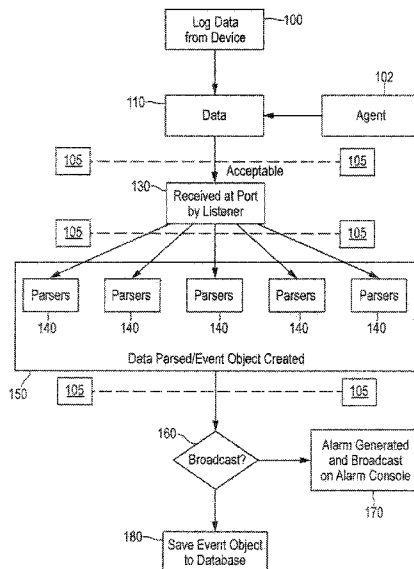 Log Data
from Device
100
102
110
Data
Agent
105
105
Acceptable
130
Received at Port
by Listener
105
105
Parsers
Parsers
Parsers
Parsers
Parsers
140
140
140
140
140
Data Parsed/Event Object Created
150
105
105
160
Broadcast?
Alarm Generated
and Broadcast
on Alarm Console
170
180
Save Event Object
to Database